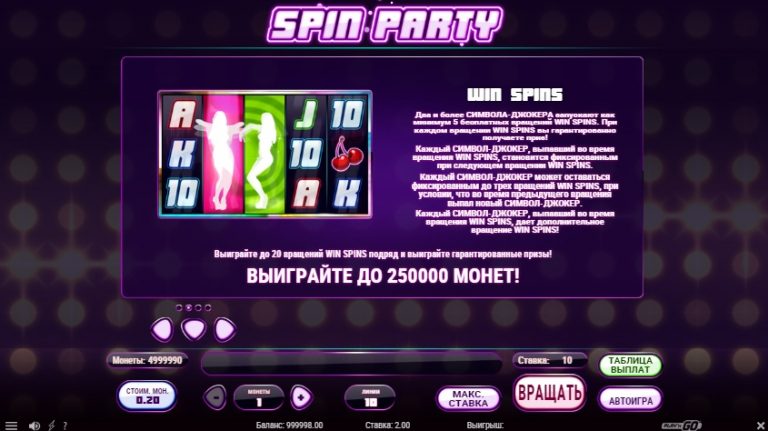 SPIN PARTY
WIN SPINS
Два и более СИМВОЛА-ДЖОКЕРА запускают как
минимум 5 бесплатных вращений WIN SPINS. При
каждом вращении WIN SPINS вы гарантированно
получаете приз!
Каждый СИМВОЛ-ДЖОКЕР, выпавший во время
вращения WIN SPINS, становится фиксированным
при следующем вращении WIN SPINS.
Каждый СИМВОЛ-ДЖОКЕР может оставаться
фиксированным до трех вращений WIN SPINS, при
условии, что во время предыдущего вращения
выпал новый СИМВОЛ-ДЖОКЕР.
Каждый СИМВОЛ-ДЖОКЕР, выпавший во время
вращения WIN SPINS, дает дополнительное
вращение WIN SPINS!
A J 10
K 10
10 A K
Выиграйте до 20 вращений WIN SPINS подряд и выиграйте гарантированные призы!
ВЫИГРАЙТЕ ДО 250000 МОНЕТ!
Монеты: 4999990
Ставка: 10
ТАБЛИЦА
ВЫПЛАТ
СТОИМ. МОН.
0.20
-
МОНЕТЫ
1
+
ЛИНИИ
10
МАКС.
СТАВКА
ВРАЩАТЬ
АВТОИГРА
? Баланс: 999998.00 Ставка: 2.00 Выигрыш: PLAY'N GO